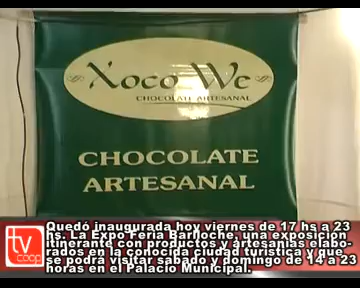 Xoco We
CHOCOLATE ARTESANAL
CHOCOLATE
ARTESANAL
tv
coop
Quedó inaugurada hoy viernes de 17 hs a 23
hs. La Expo Feria Bariloche, una exposición
itinerante con productos y artesanías elabo-
rados en la conocida ciudad turística y que
se podrá visitar sábado y domingo de 14 a 23
horas en el Palacio Municipal.